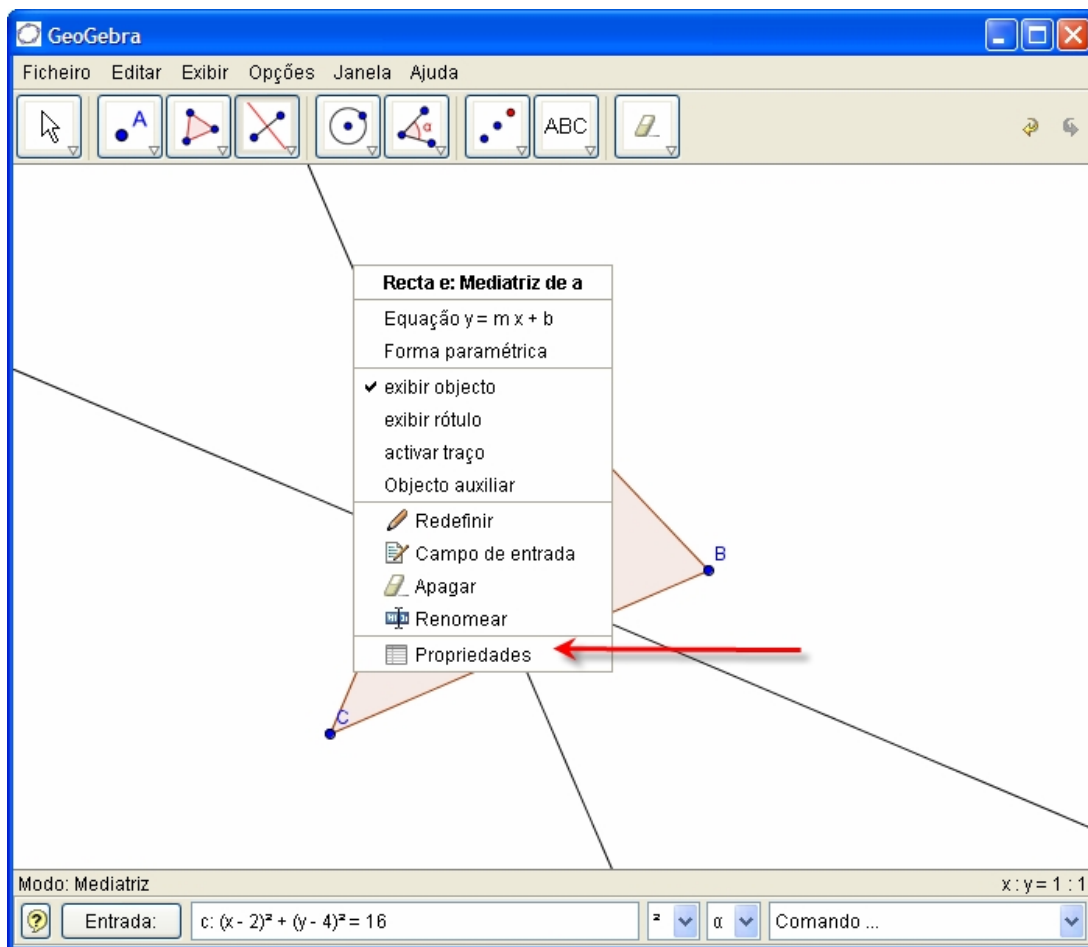 GeoGebra
Ficheiro Editar Exibir Opções Janela Ajuda
A α ABC
Recta e: Mediatriz de a
Equação y = m x + b
Forma paramétrica
exibir objecto
exibir rótulo
activar traço
Objecto auxiliar
Redefinir
Campo de entrada
Apagar
Renomear
Propriedades
B
C
Modo: Mediatriz x : y = 1 : 1
Entrada: c: (x - 2)² + (y - 4)² = 16 ² α Comando ...